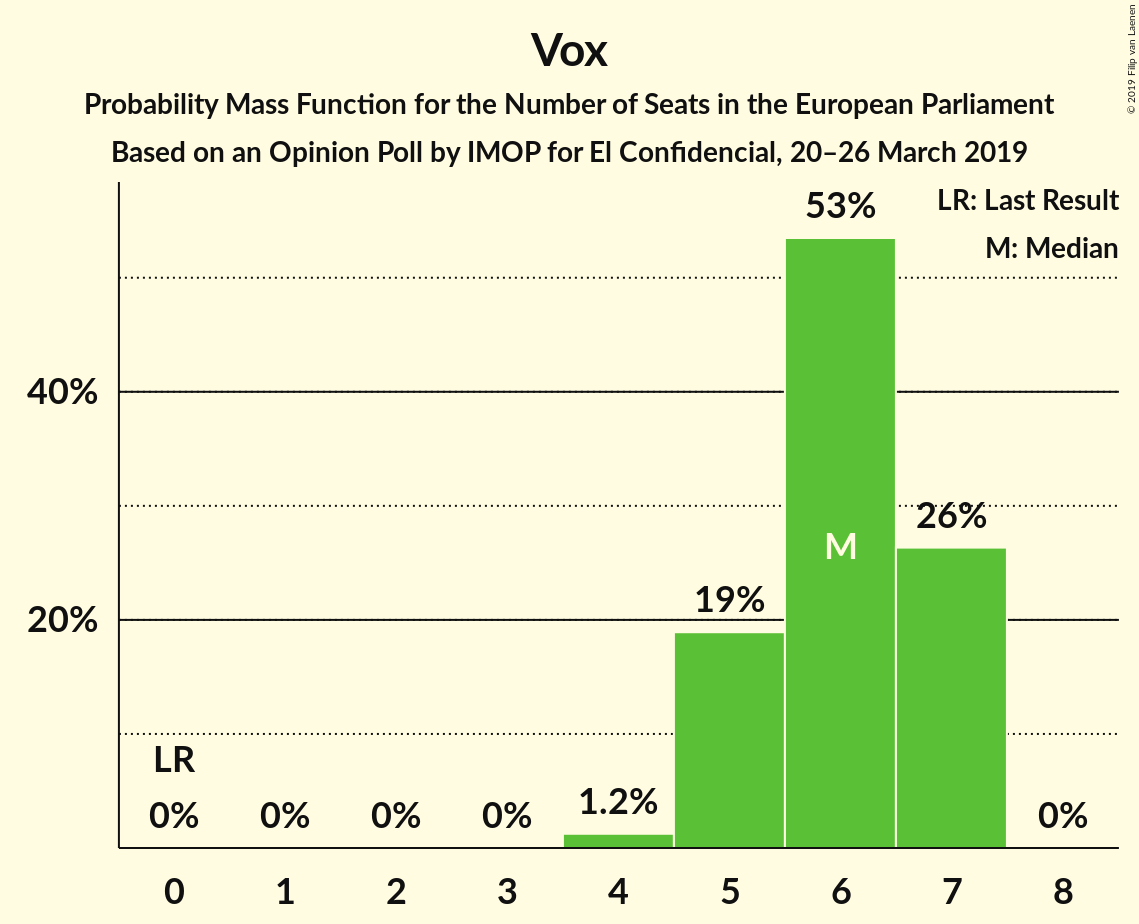 Vox
Probability Mass Function for the Number of Seats in the European Parliament
Based on an Opinion Poll by IMOP for El Confidencial, 20–26 March 2019
© 2019 Filip van Laenen
LR: Last Result
M: Median
53%
40%
26%
M
19%
20%
LR
0% 0% 0% 0% 1.2% 0%
0 1 2 3 4 5 6 7 8